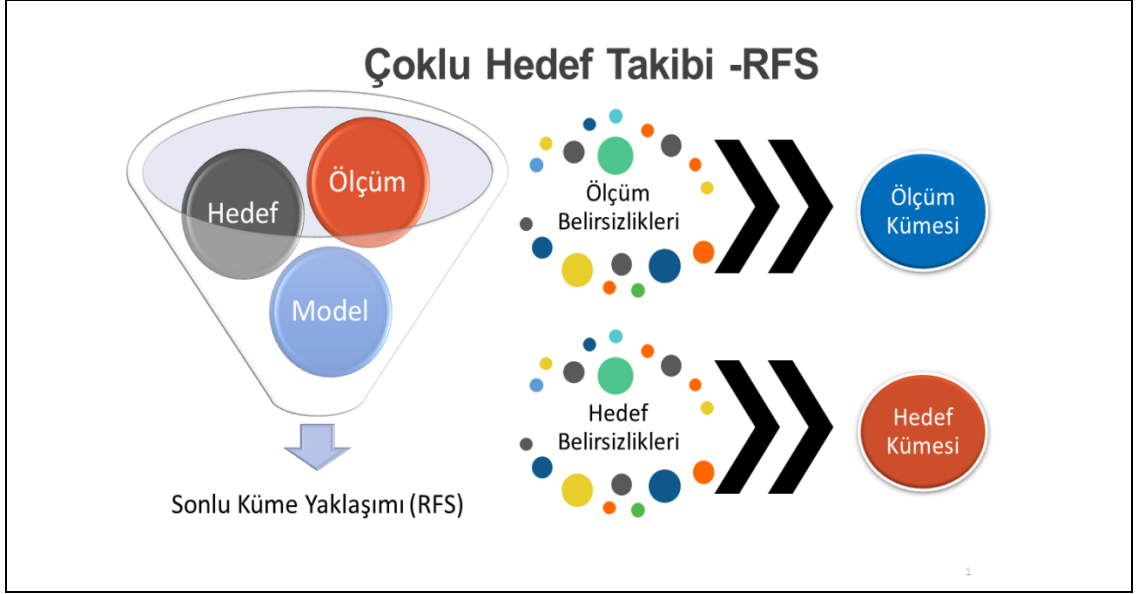 Çoklu Hedef Takibi -RFS
Hedef
Ölçüm
Model
Sonlu Küme Yaklaşımı (RFS)
Ölçüm
Belirsizlikleri
Ölçüm
Kümesi
Hedef
Belirsizlikleri
Hedef
Kümesi
1